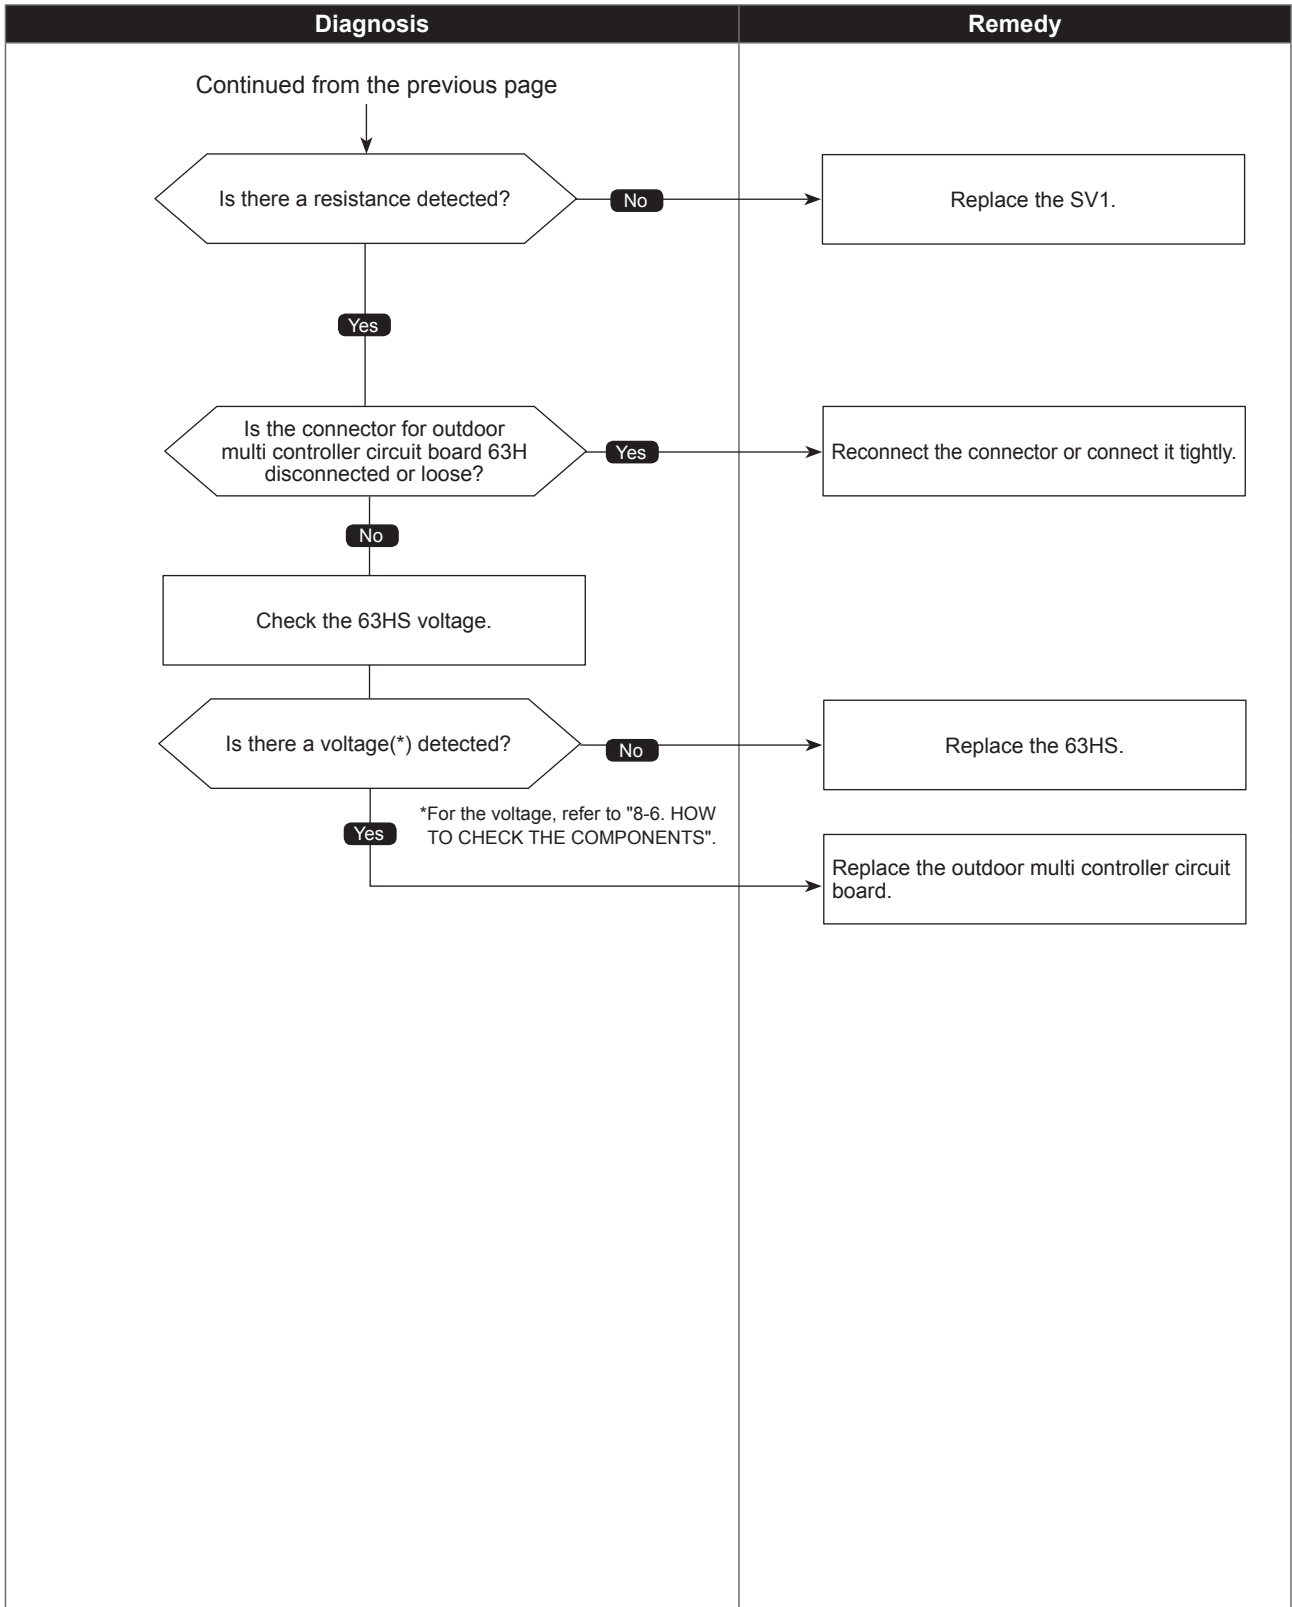 Diagnosis
Remedy
Continued from the previous page
Is there a resistance detected?
No
Replace the SV1.
Yes
Is the connector for outdoor
multi controller circuit board 63H
disconnected or loose?
Yes
Reconnect the connector or connect it tightly.
No
Check the 63HS voltage.
Is there a voltage(*) detected?
No
Replace the 63HS.
*For the voltage, refer to "8-6. HOW
TO CHECK THE COMPONENTS".
Yes
Replace the outdoor multi controller circuit
board.